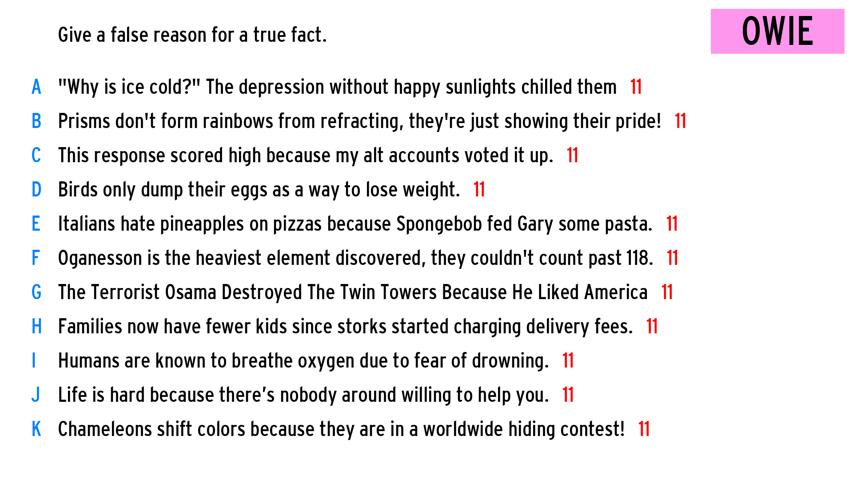 Give a false reason for a true fact.
OWIE
A "Why is ice cold?" The depression without happy sunlights chilled them 11
B Prisms don't form rainbows from refracting, they're just showing their pride! 11
C This response scored high because my alt accounts voted it up. 11
D Birds only dump their eggs as a way to lose weight. 11
E Italians hate pineapples on pizzas because Spongebob fed Gary some pasta. 11
F Oganesson is the heaviest element discovered, they couldn't count past 118. 11
G The Terrorist Osama Destroyed The Twin Towers Because He Liked America 11
H Families now have fewer kids since storks started charging delivery fees. 11
I Humans are known to breathe oxygen due to fear of drowning. 11
J Life is hard because there’s nobody around willing to help you. 11
K Chameleons shift colors because they are in a worldwide hiding contest! 11